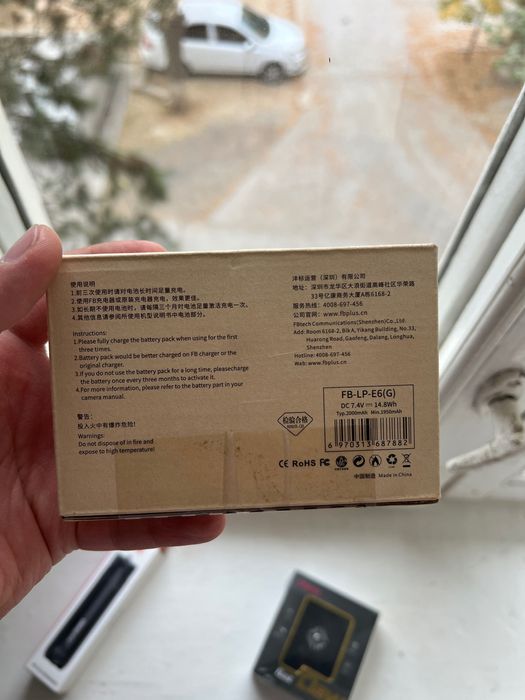 使用说明
1.前三次使用时请对电池长时间足量充电。
2.使用FB充电器或原装充电器充电，效果更佳。
3.如长期不使用电池时，请每隔三个月对电池足量激活充电一次。
4.其他信息请参阅所使用机型说明书中电池部分。
Instructions:
1.Please fully charge the battery pack when using for the first
three times.
2.Battery pack would be better charged on FB charger or the
original charger.
3.If you do not use the battery pack for a long time, pleasecharge
the battery once every three months to activate it.
4.For more information, please refer to the battery part in your
camera manual.
警告：
投入火中有爆炸危险！
Warnings:
Do not dispose of in fire and
expose to high temperature!
沣标运营（深圳）有限公司
地址：深圳市龙华区大浪街道高峰社区华荣路
33号亿康商务大厦A栋6168-2
服务热线：4008-697-456
公司官网：www.fbplus.cn
FBtech Communication(Shenzhen)Co.,Ltd.
Add: Room 6168-2, Blk A, Yikang Building, No.33,
Huarong Road, Gaofeng, Dalang, Longhua,
Shenzhen
Hotline: 4008-697-456
Web: www.fbplus.cn
FB-LP-E6(G)
DC 7.4V 14.8Wh
Typ.2000mAh Min.1950mAh
6 970313 687882
检验合格
CE RoHS FC
中国制造 Made in China